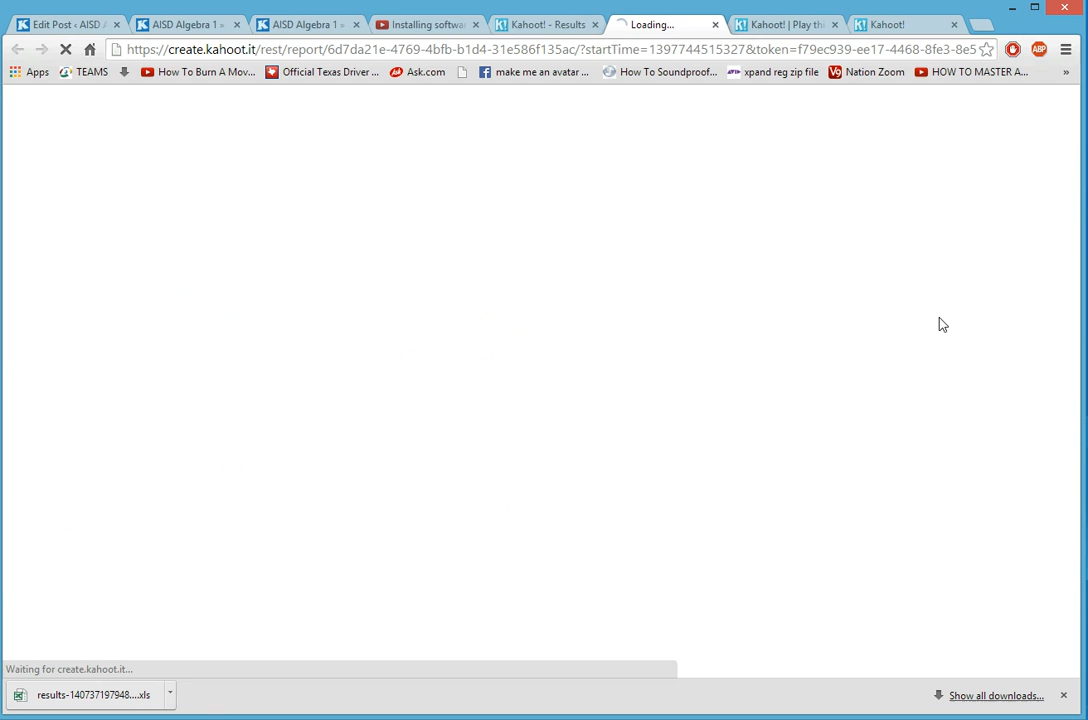 Edit Post ‹ AISD A
AISD Algebra 1 »
AISD Algebra 1 »
Installing softwa
Kahoot! - Results
Loading...
Kahoot! | Play thi
Kahoot!
https://create.kahoot.it/rest/report/6d7da21e-4769-4bfb-b1d4-31e586f135ac/?startTime=1397744515327&token=f79ec939-ee17-4468-8fe3-8e5
ABP
Apps
TEAMS
How To Burn A Mov...
Official Texas Driver ...
Ask.com
make me an avatar ...
How To Soundproof...
xpand reg zip file
Nation Zoom
HOW TO MASTER A...
»
Waiting for create.kahoot.it...
results-140737197948....xls
Show all downloads...